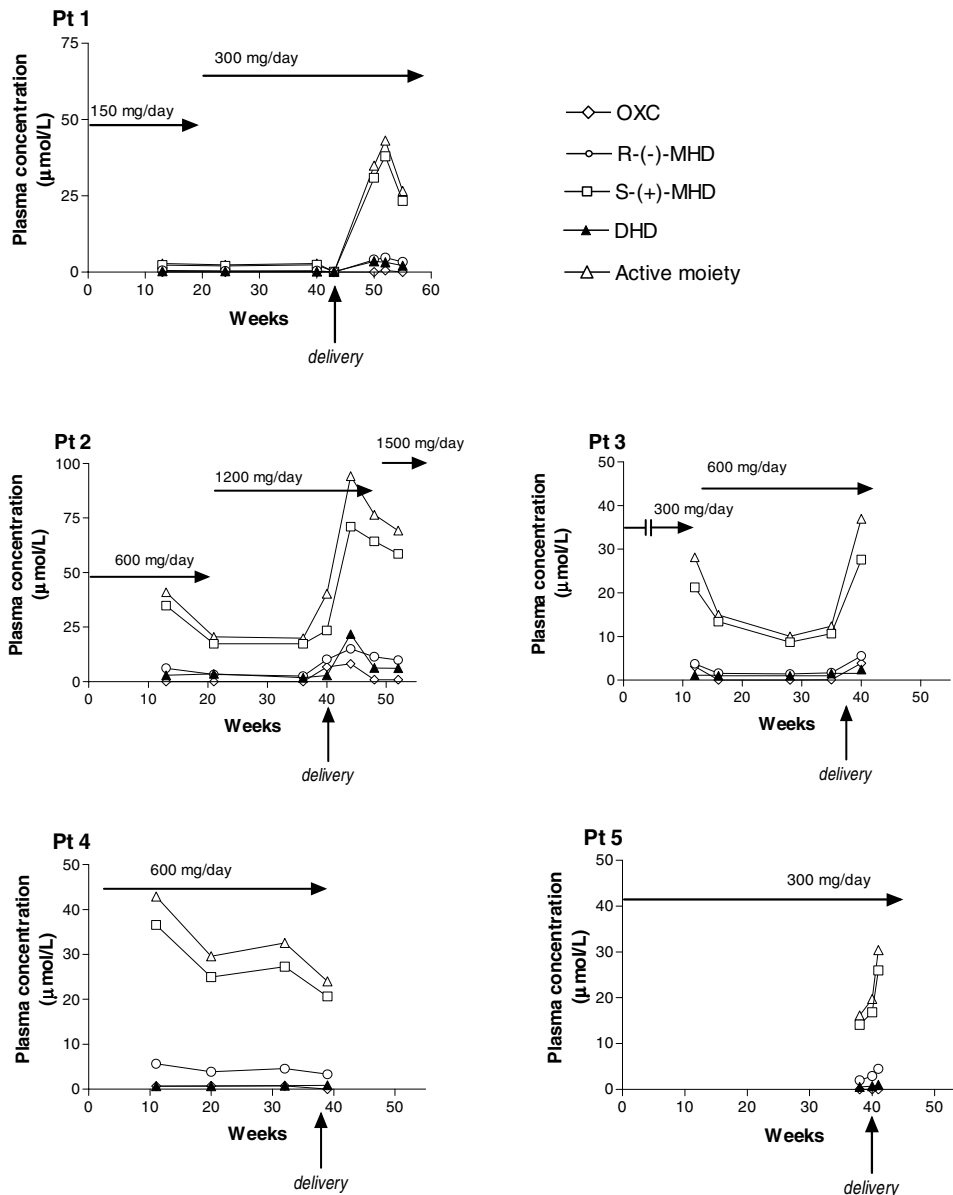 Pt 1
75
50
25
0
Plasma concentration
(μmol/L)
150 mg/day
300 mg/day
0 10 20 30 40 50 60
Weeks
delivery
OXC
R-(-)-MHD
S-(+)-MHD
DHD
Active moiety
Pt 2
100
75
50
25
0
Plasma concentration
(μmol/L)
600 mg/day
1200 mg/day
1500 mg/day
0 10 20 30 40 50
Weeks
delivery
Pt 3
50
40
30
20
10
0
Plasma concentration
(μmol/L)
300 mg/day
600 mg/day
0 10 20 30 40 50
Weeks
delivery
Pt 4
50
40
30
20
10
0
Plasma concentration
(μmol/L)
600 mg/day
0 10 20 30 40 50
Weeks
delivery
Pt 5
50
40
30
20
10
0
Plasma concentration
(μmol/L)
300 mg/day
0 10 20 30 40 50
Weeks
delivery